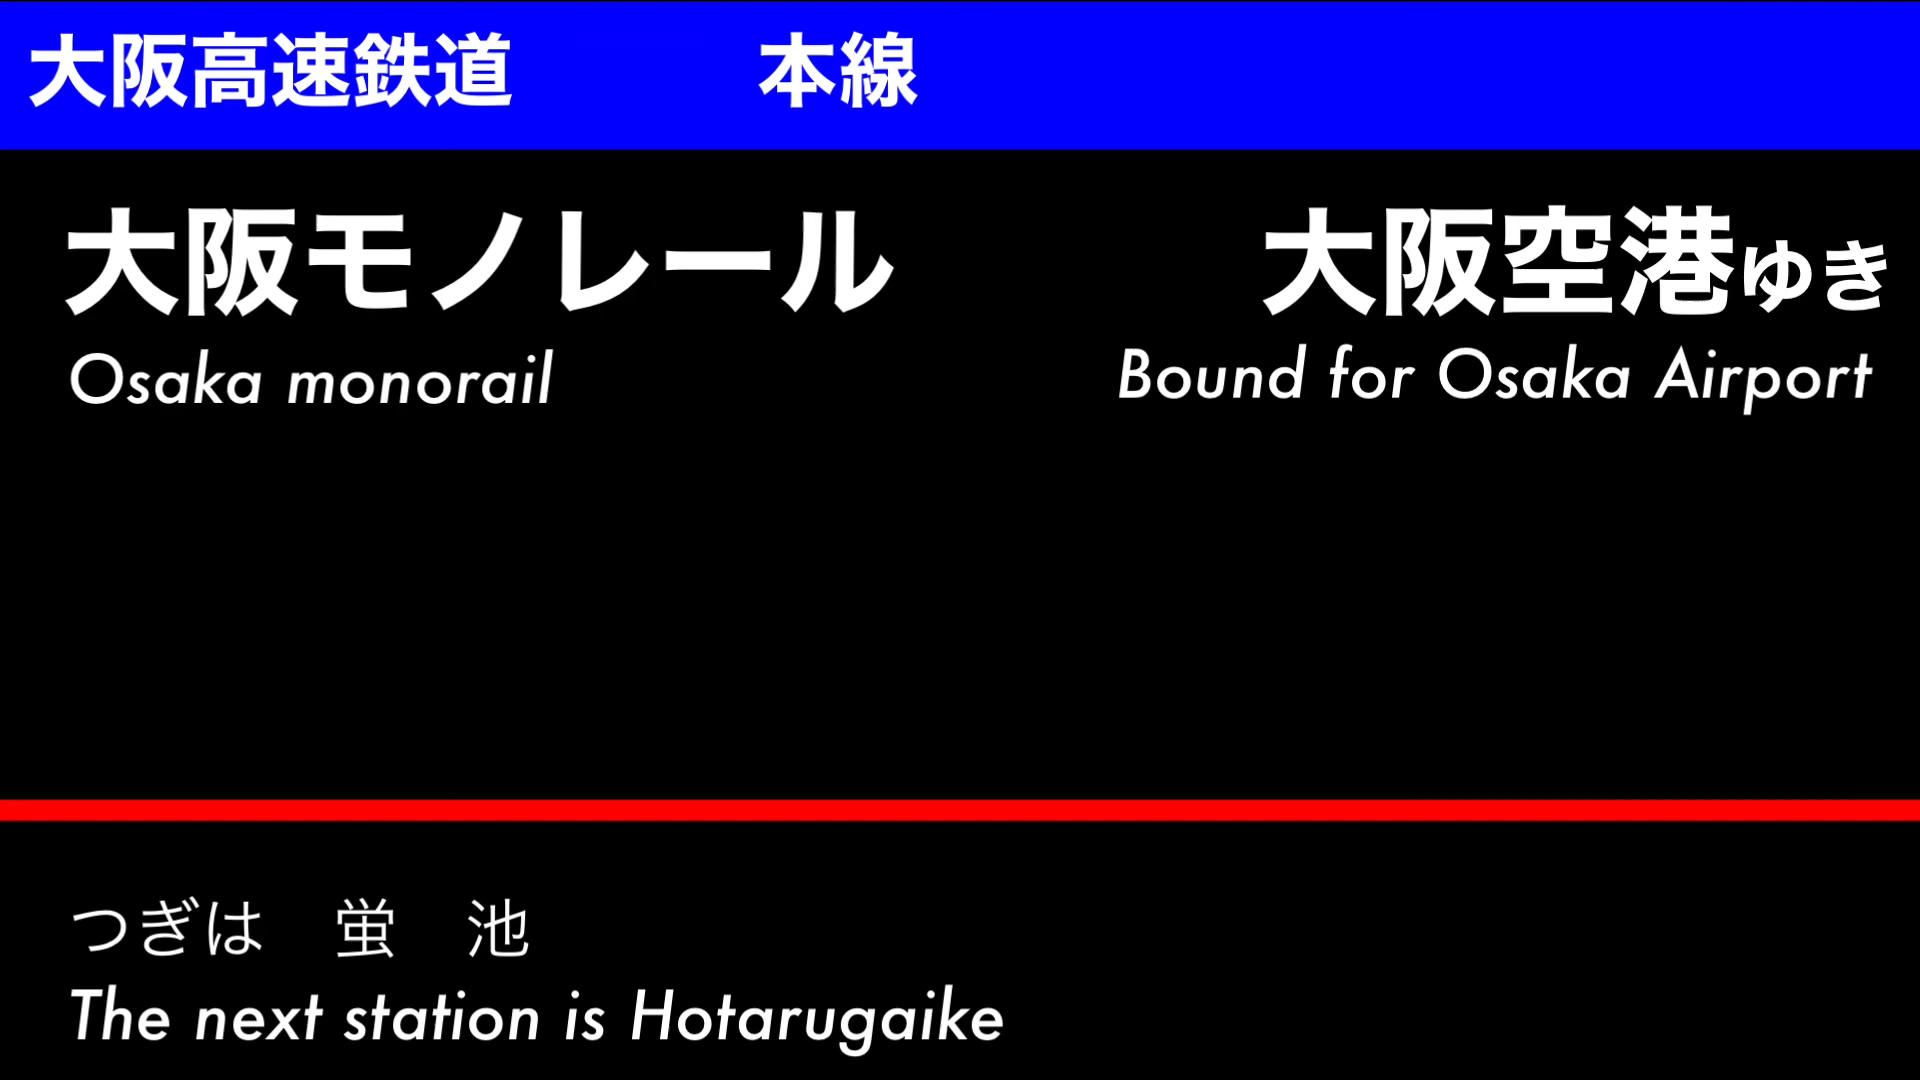 大阪高速鉄道　本線
大阪モノレール
Osaka monorail
大阪空港ゆき
Bound for Osaka Airport
つぎは　蛍　池
The next station is Hotarugaike